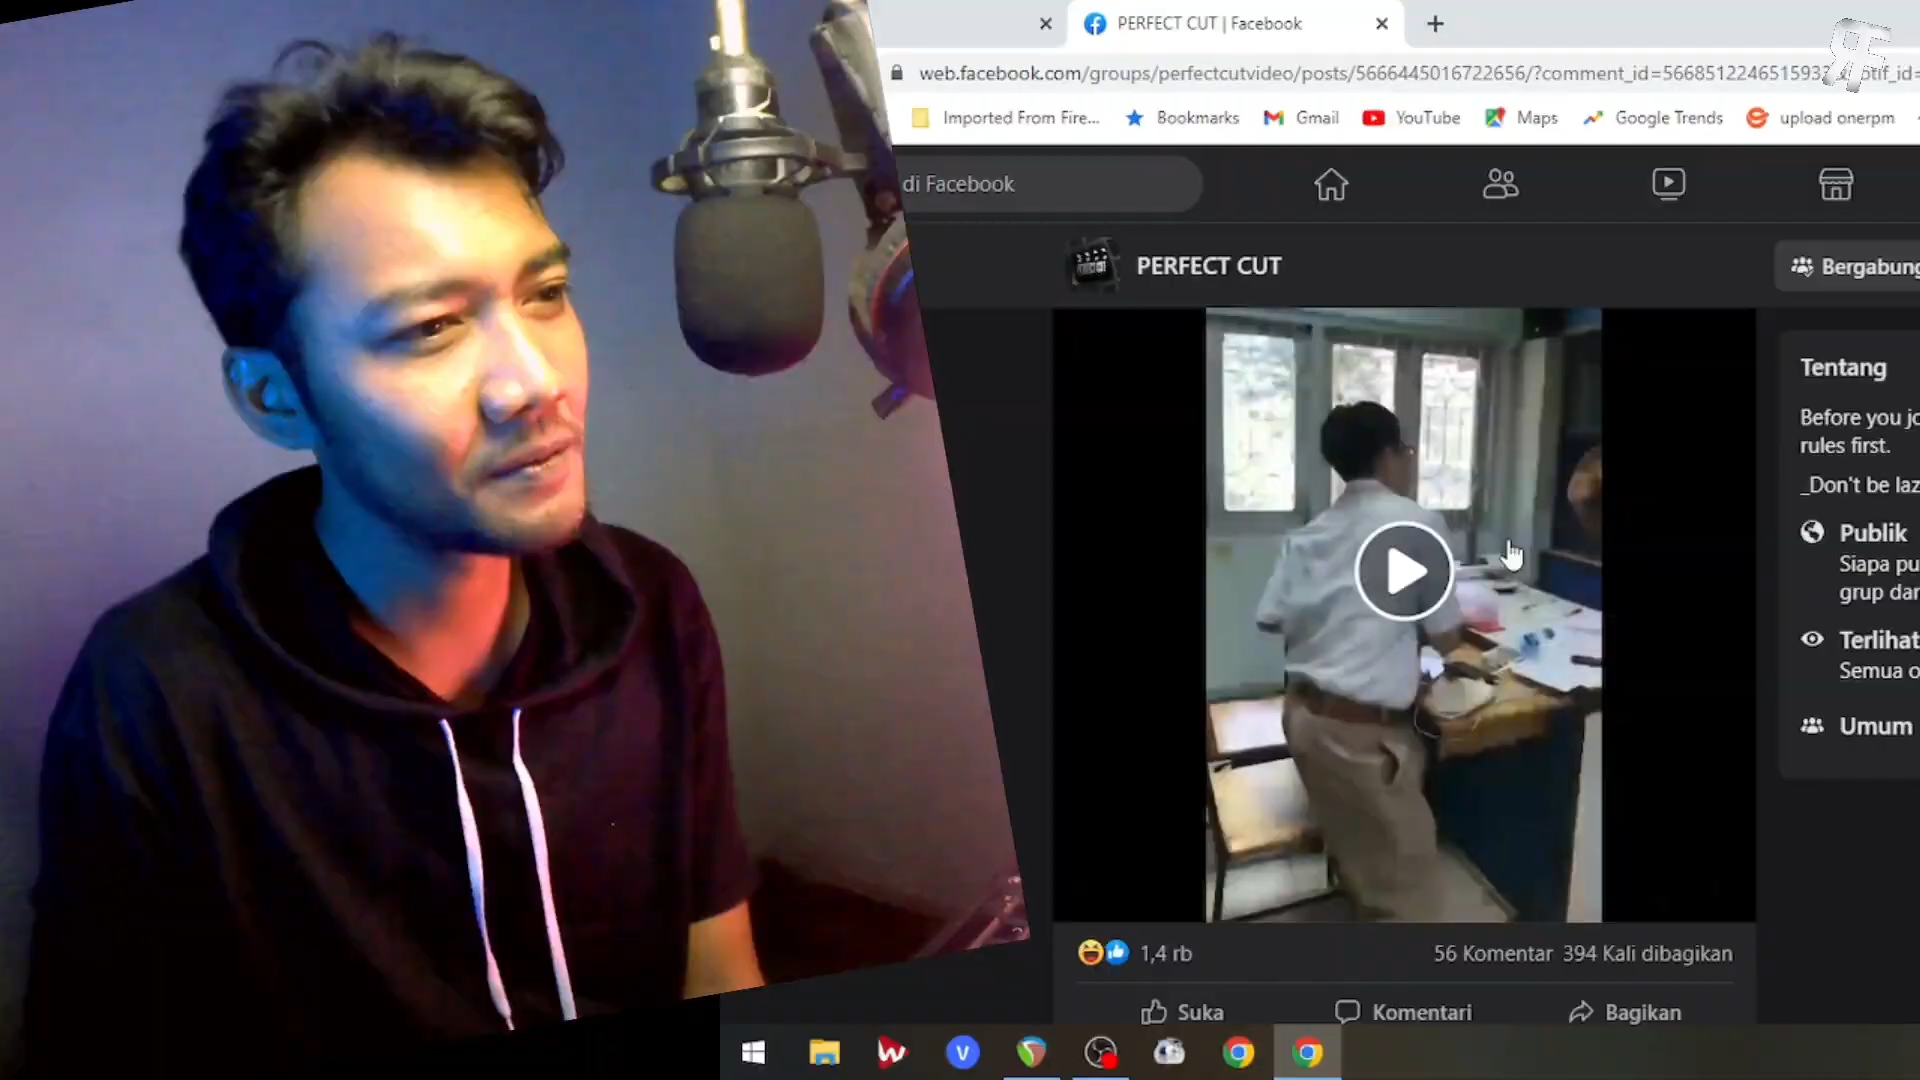 PERFECT CUT | Facebook
web.facebook.com/groups/perfectcutvideo/posts/5666445016722656/?comment_id=566851224651593
Imported From Fire...
Bookmarks
Gmail
YouTube
Maps
Google Trends
upload onerpm
di Facebook
PERFECT CUT
Bergabung
Tentang
Before you jo
rules first.
_Don't be laz
Publik
Siapa pu
grup dan
Terlihat
Semua o
Umum
1,4 rb
56 Komentar
394 Kali dibagikan
Suka
Komentari
Bagikan